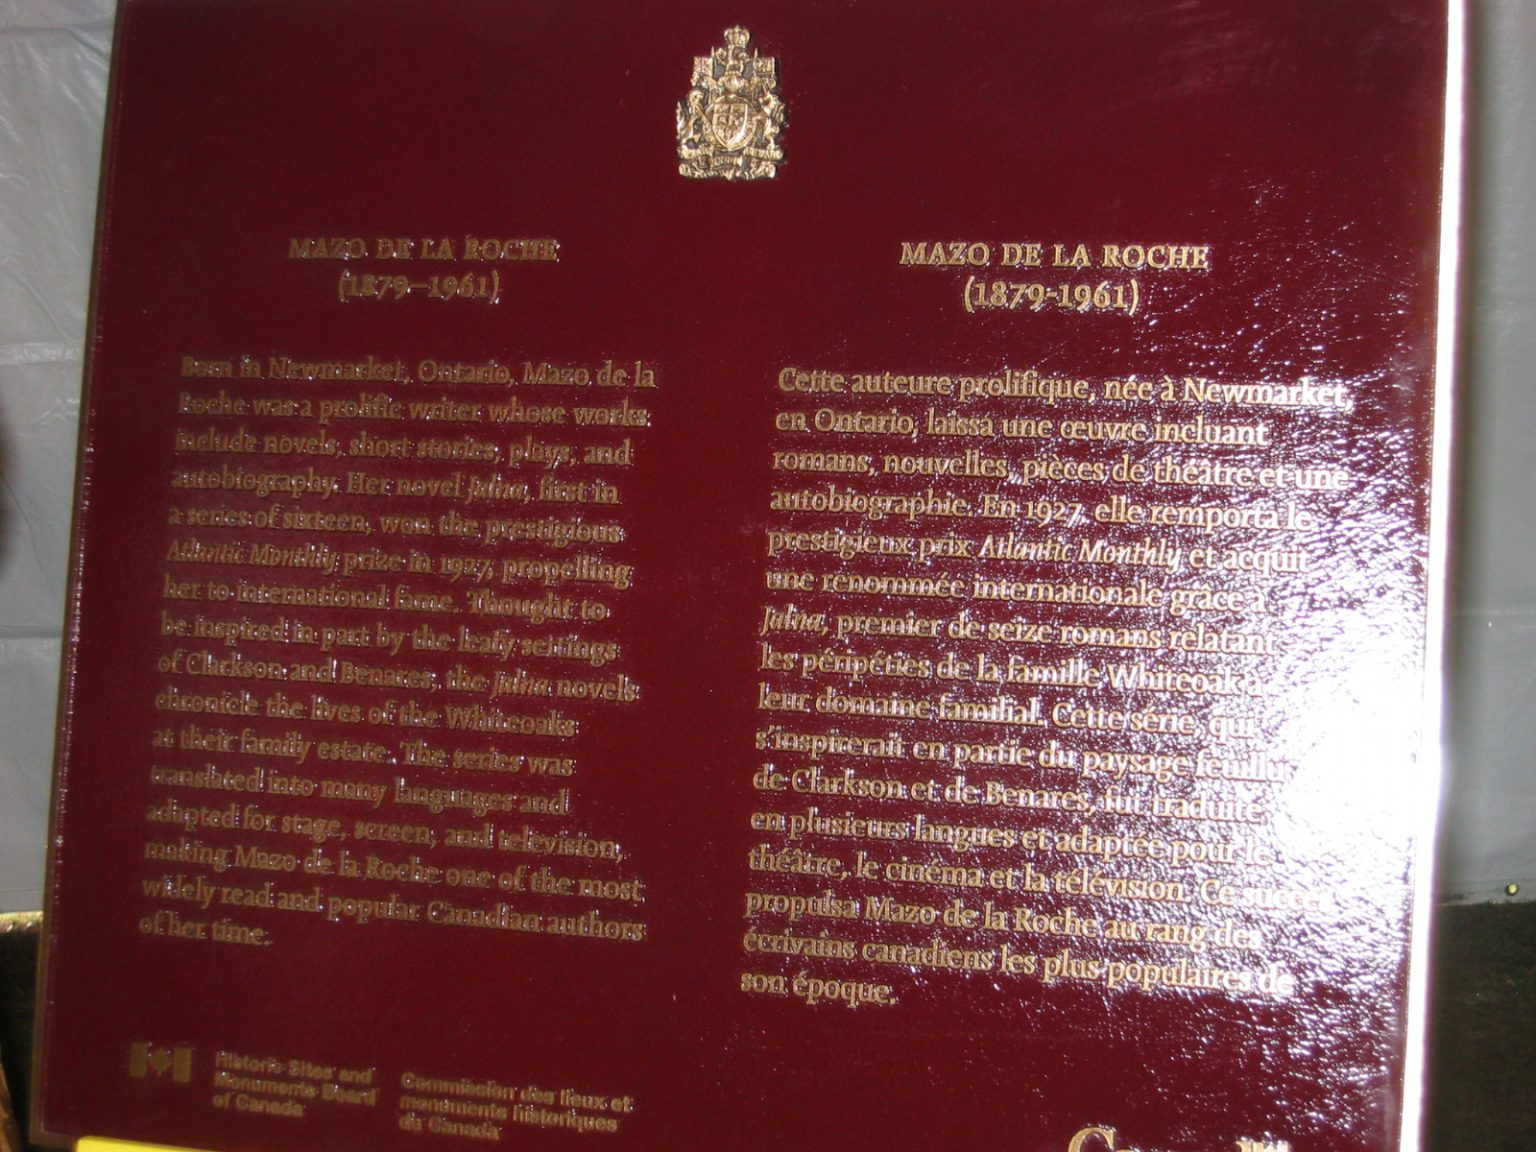 MAZO DE LA ROCHE
(1879–1961)
Born in Newmarket, Ontario, Mazo de la
Roche was a prolific writer whose works
include novels, short stories, plays, and
autobiography. Her novel Jalna, first in
a series of sixteen, won the prestigious
Atlantic Monthly prize in 1927, propelling
her to international fame. Thought to
be inspired in part by the leafy settings
of Clarkson and Benares, the Jalna novels
chronicle the lives of the Whiteoaks
at their family estate. The series was
translated into many languages and
adapted for stage, screen, and television,
making Mazo de la Roche one of the most
widely read and popular Canadian authors
of her time.
MAZO DE LA ROCHE
(1879-1961)
Cette auteure prolifique, née à Newmarket,
en Ontario, laissa une œuvre incluant
romans, nouvelles, pièces de théâtre et une
autobiographie. En 1927, elle remporta le
prestigieux prix Atlantic Monthly et acquit
une renommée internationale grâce à
Jalna, premier de seize romans relatant
les péripéties de la famille Whiteoak à
leur domaine familial. Cette série, qui
s'inspirerait en partie du paysage feuillu
de Clarkson et de Benares, fut traduite
en plusieurs langues et adaptée pour le
théâtre, le cinéma et la télévision. Ce succès
propulsa Mazo de la Roche au rang des
écrivains canadiens les plus populaires de
son époque.
Historic Sites and
Monuments Board
of Canada
Commission des lieux et
monuments historiques
du Canada